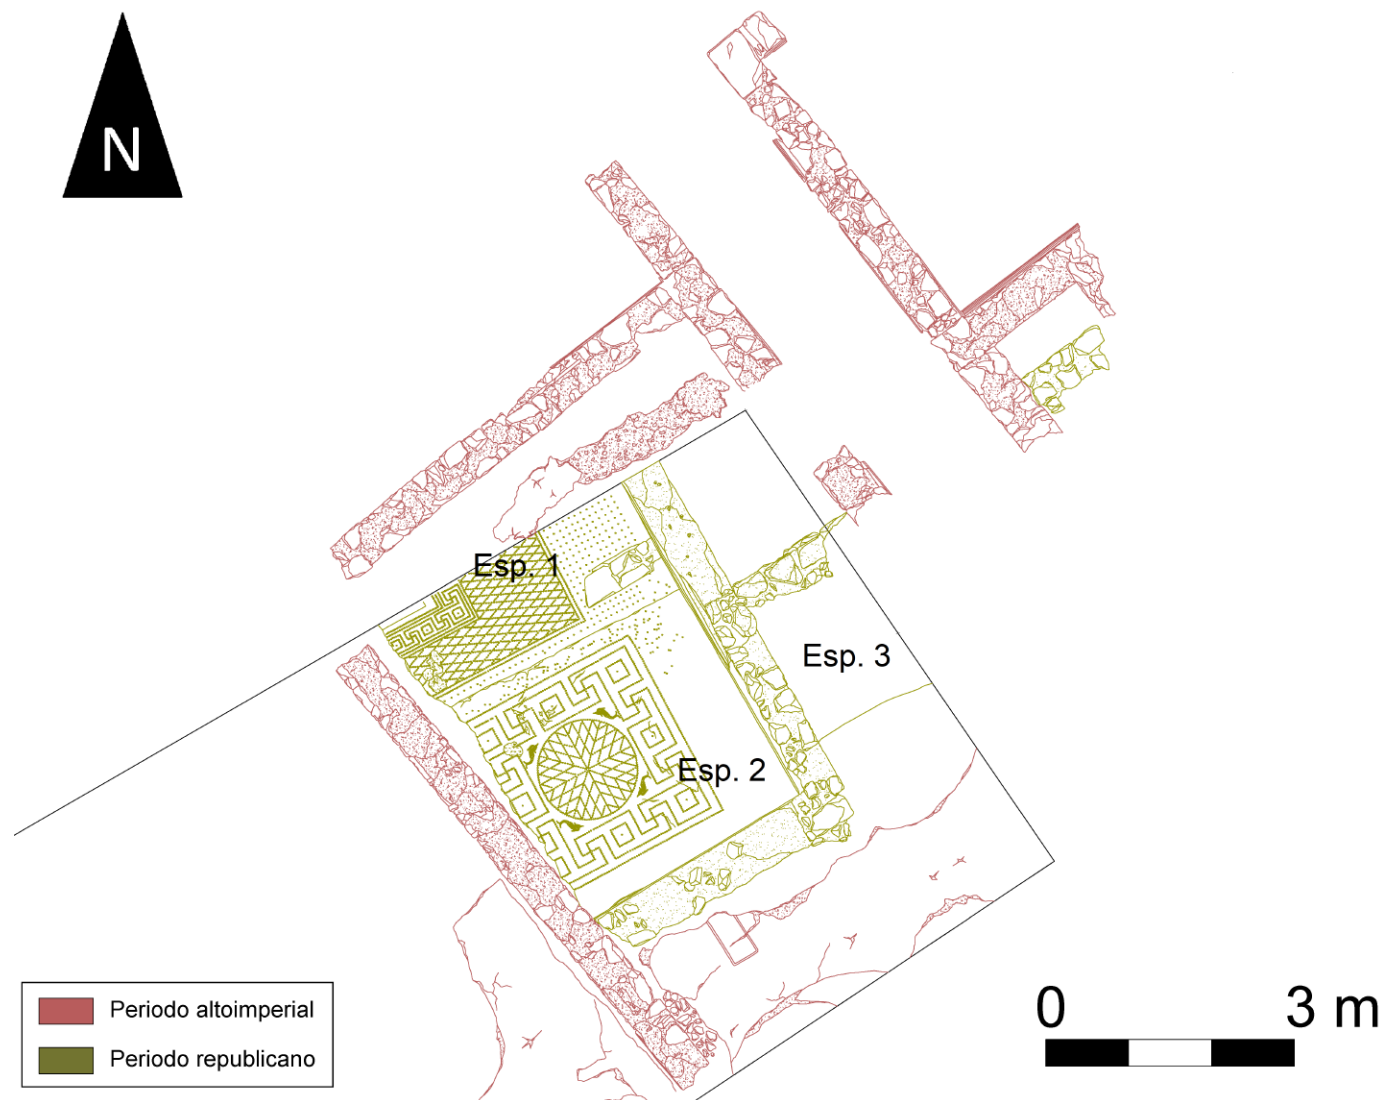 N
Esp. 1
Esp. 3
Esp. 2
Periodo altoimperial
Periodo republicano
0 3 m